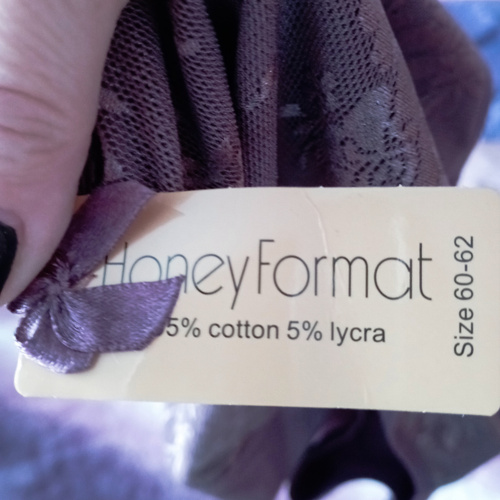 HoneyFormat
5% cotton 5% lycra
Size 60-62